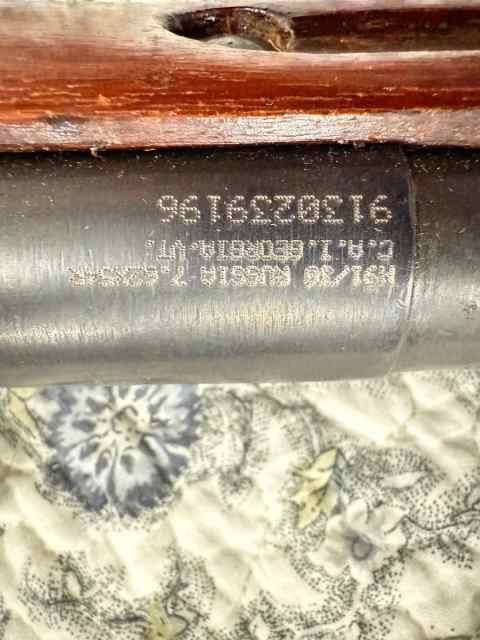 M91/30 RUSSIA 7.62X54R
C.A.I.GEORGIA.VT.
9130239196